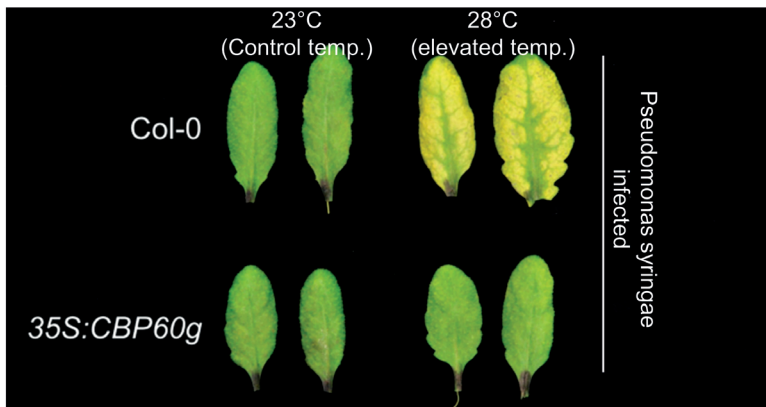 23°C
(Control temp.)
28°C
(elevated temp.)
Col-0
35S:CBP60g
Pseudomonas syringae
infected